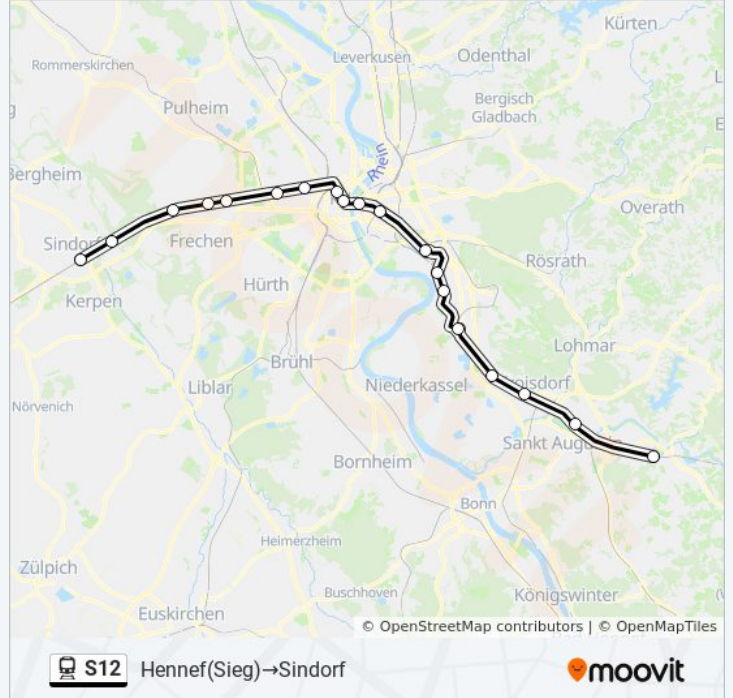 Kürten
Leverkusen
Odenthal
Rommerskirchen
Pulheim
Bergisch
Gladbach
Rhein
Bergheim
Overath
Sindorf
Frechen
Rösrath
Hürth
Kerpen
Lohmar
Brühl
Liblar
Niederkassel
oisdorf
Nörvenich
Sankt Augu
Bornheim
Bonn
Heimerzheim
Zülpich
Buschhoven
Königswinter
Euskirchen
© OpenStreetMap contributors | © OpenMapTiles
S12 Hennef(Sieg)→Sindorf
moovit